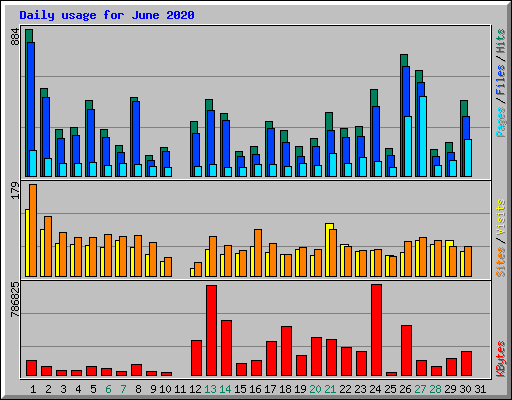 Daily usage for June 2020
884
Pages / Files / Hits
179
Sites / Visits
786825
KBytes
1 2 3 4 5 6 7 8 9 10 11 12 13 14 15 16 17 18 19 20 21 22 23 24 25 26 27 28 29 30 31